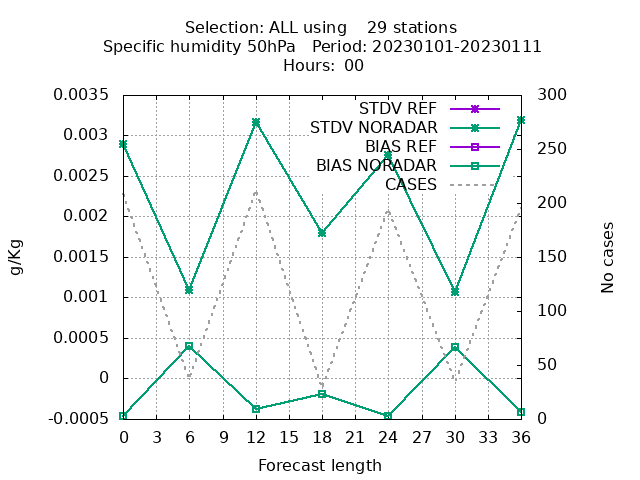 Selection: ALL using    29 stations
Specific humidity 50hPa   Period: 20230101-20230111
Hours:  00
0.0035
0.003
0.0025
0.002
0.0015
0.001
0.0005
0
-0.0005
g/Kg
STDV REF
STDV NORADAR
BIAS REF
BIAS NORADAR
CASES
300
250
200
150
100
50
0
No cases
0 3 6 9 12 15 18 21 24 27 30 33 36
Forecast length